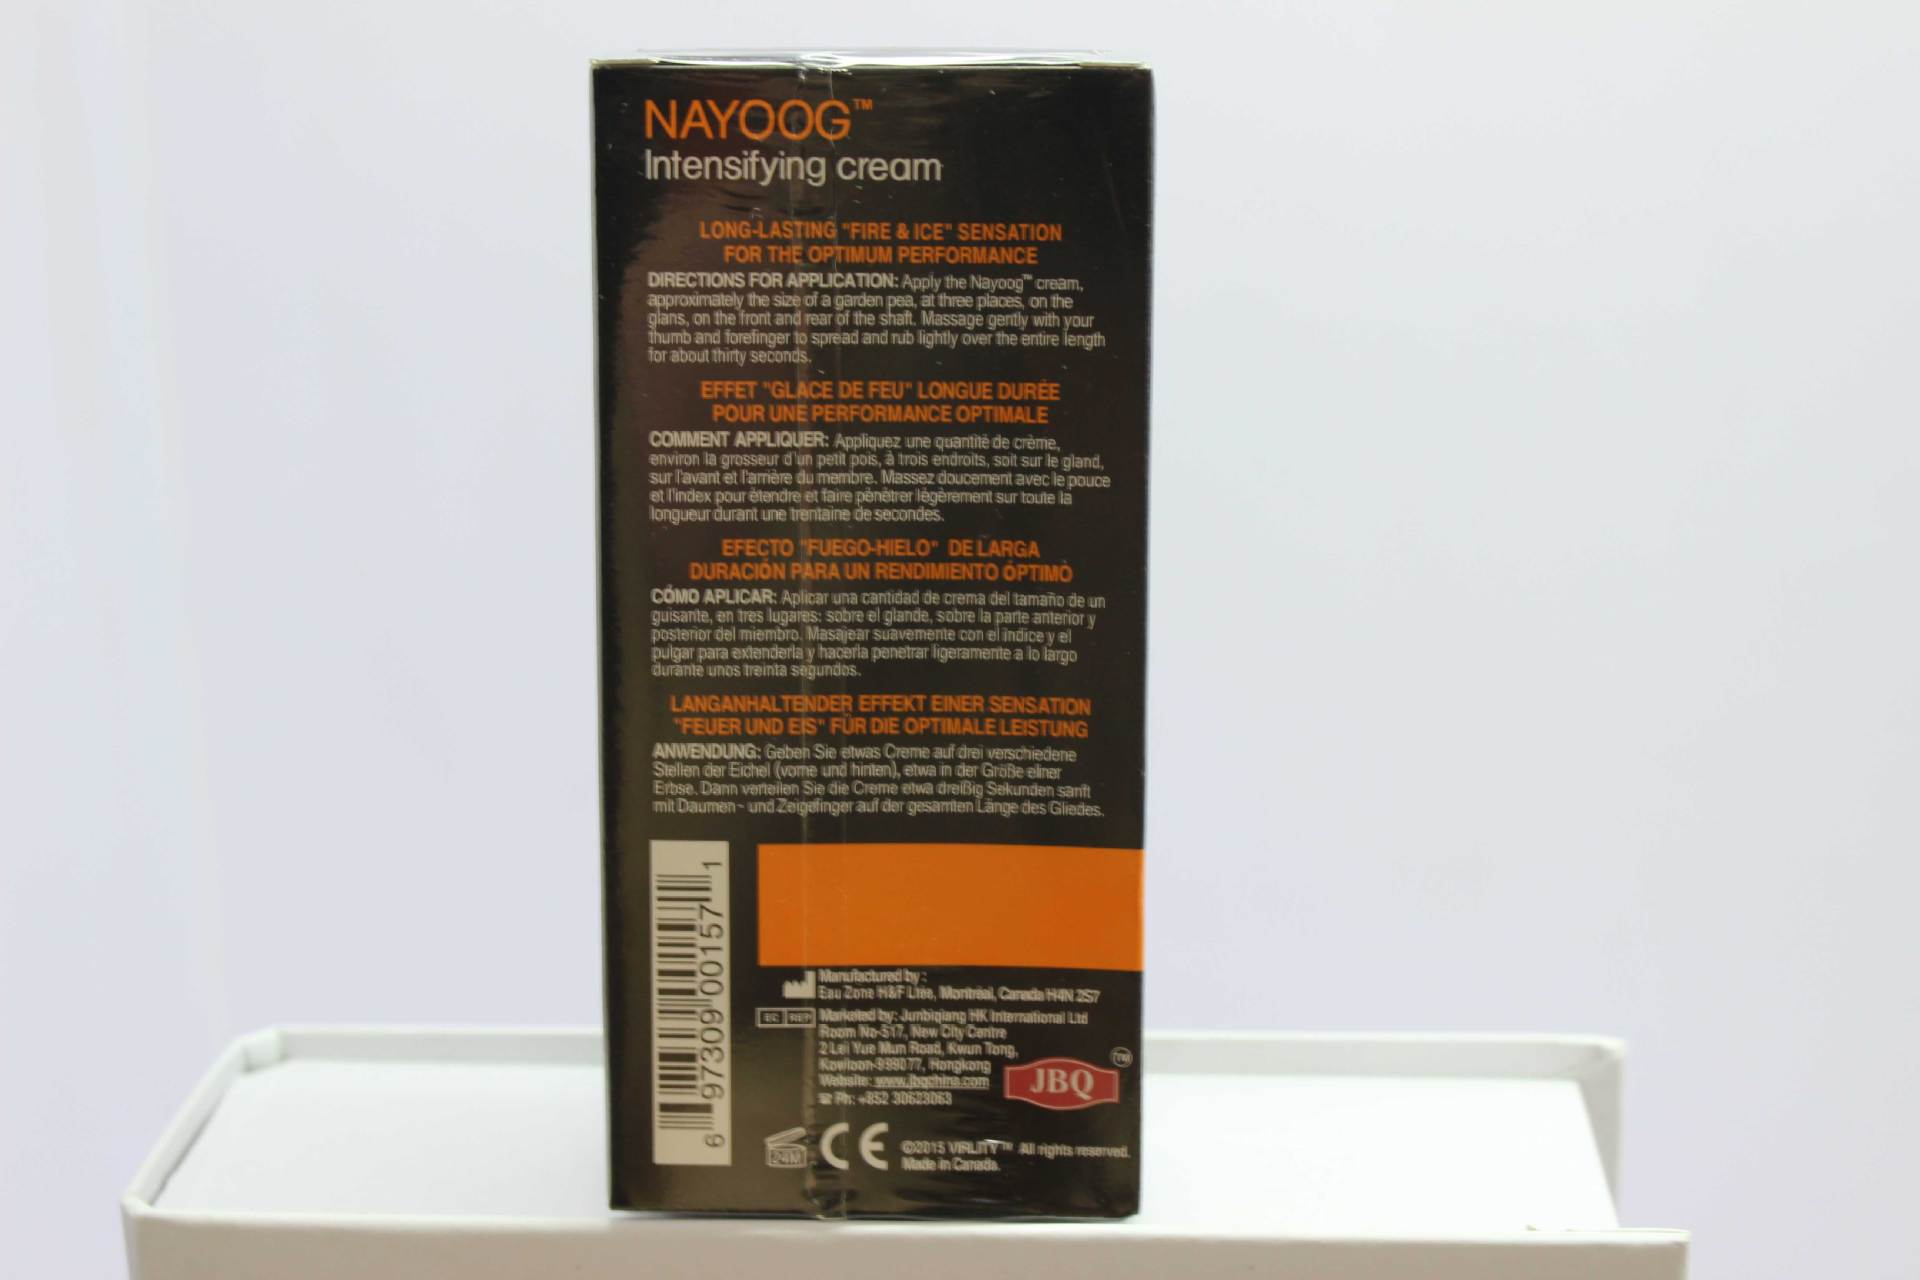 NAYOOG™
Intensifying cream
LONG-LASTING "FIRE & ICE" SENSATION
FOR THE OPTIMUM PERFORMANCE
DIRECTIONS FOR APPLICATION: Apply the Nayoog™ cream,
approximately the size of a garden pea, at three places, on the
glans, on the front and rear of the shaft. Massage gently with your
thumb and forefinger to spread and rub lightly over the entire length
for about thirty seconds.
EFFET "GLACE DE FEU" LONGUE DURÉE
POUR UNE PERFORMANCE OPTIMALE
COMMENT APPLIQUER: Appliquez une quantité de crème,
environ la grosseur d'un petit pois, à trois endroits, soit sur le gland,
sur l'avant et l'arrière du membre. Massez doucement avec le pouce
et l'index pour étendre et faire pénétrer légèrement sur toute la
longueur durant une trentaine de secondes.
EFECTO "FUEGO-HIELO" DE LARGA
DURACIÓN PARA UN RENDIMIENTO ÓPTIMÒ
CÓMO APLICAR: Aplicar una cantidad de crema del tamaño de un
guisante, en tres lugares: sobre el glande, sobre la parte anterior y
posterior del miembro. Masajear suavemente con el indice y el
pulgar para extenderla y hacerla penetrar ligeramente a lo largo
durante unos treinta segundos.
LANGANHALTENDER EFFEKT EINER SENSATION
"FEUER UND EIS" FÜR DIE OPTIMALE LEISTUNG
ANWENDUNG: Geben Sie etwas Creme auf drei verschiedene
Stellen der Eichel (vorne und hinten), etwa in der Größe einer
Erbse. Dann verteilen Sie die Creme etwa dreißig Sekunden sanft
mit Daumen- und Zeigefinger auf der gesamten Länge des Gliedes.
6 97309 00157 1
Manufactured by:
Eau Zone H&F Ltee, Montréal, Canada H4N 2S7
EC REP
Marketed by: Junbiqiang HK International Ltd
Room No-517, New City Centre
2 Lei Yue Mun Road, Kwun Tong,
Kowloon-999077, Hongkong
Website: www.jbqchina.com
Ph: +852 30623063
JBQ TM
24M
CE
©2015 VIRILITY™ All rights reserved.
Made in Canada.